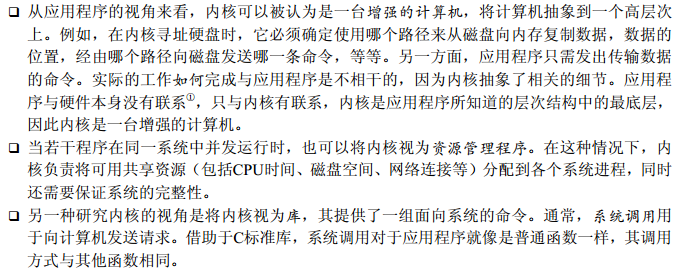 ❑ 从应用程序的视角来看，内核可以被认为是一台增强的计算机，将计算机抽象到一个高层次
上。例如，在内核寻址硬盘时，它必须确定使用哪个路径来从磁盘向内存复制数据，数据的
位置，经由哪个路径向磁盘发送哪一条命令，等等。另一方面，应用程序只需发出传输数据
的命令。实际的工作如何完成与应用程序是不相干的，因为内核抽象了相关的细节。应用程
序与硬件本身没有联系①，只与内核有联系，内核是应用程序所知道的层次结构中的最底层，
因此内核是一台增强的计算机。
❑ 当若干程序在同一系统中并发运行时，也可以将内核视为资源管理程序。在这种情况下，内
核负责将可用共享资源（包括CPU时间、磁盘空间、网络连接等）分配到各个系统进程，同时
还需要保证系统的完整性。
❑ 另一种研究内核的视角是将内核视为库，其提供了一组面向系统的命令。通常，系统调用用
于向计算机发送请求。借助于C标准库，系统调用对于应用程序就像是普通函数一样，其调用
方式与其他函数相同。